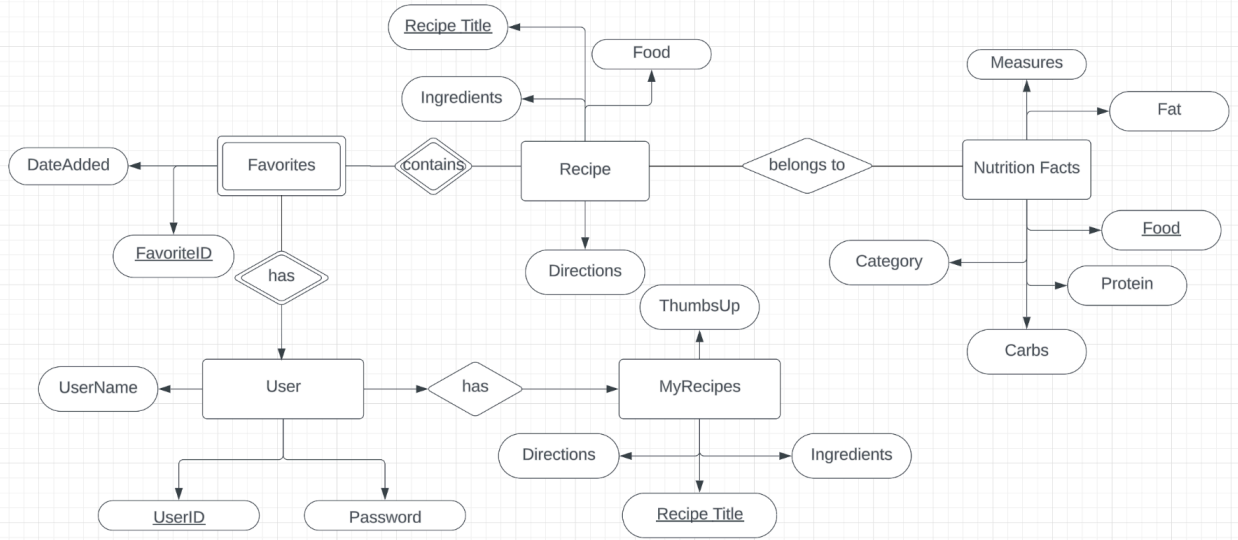 Recipe Title
Food
Measures
Ingredients
Fat
DateAdded
Favorites
contains
Recipe
belongs to
Nutrition Facts
FavoriteID
Food
has
Directions
Category
Protein
ThumbsUp
Carbs
UserName
User
has
MyRecipes
Directions
Ingredients
UserID
Password
Recipe Title